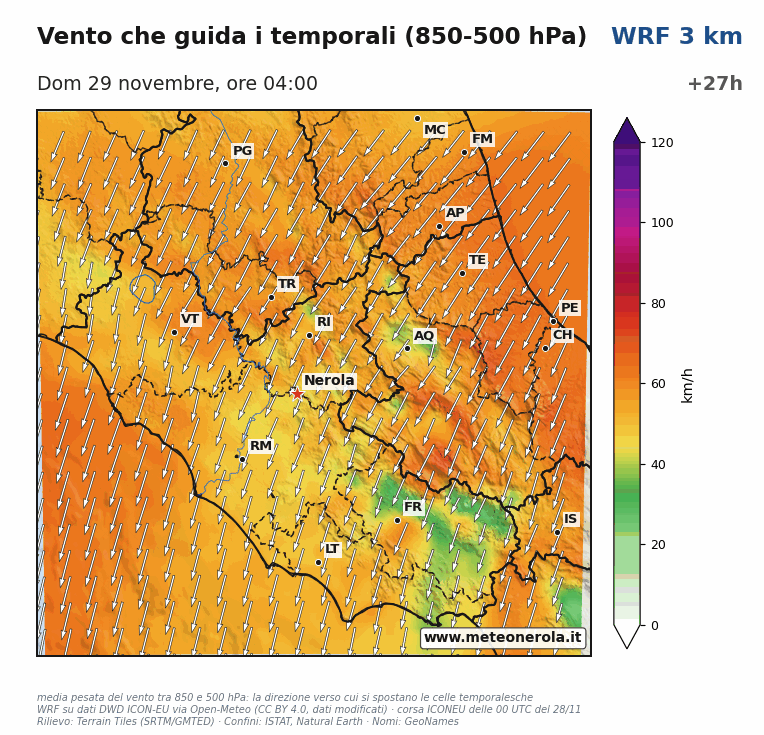 Vento che guida i temporali (850-500 hPa) WRF 3 km
Dom 29 novembre, ore 04:00 +27h
MC
FM
PG
AP
TE
TR
PE
VT
RI
AQ
CH
Nerola
RM
FR
IS
LT
www.meteonerola.it
120
100
80
60
40
20
0
km/h
media pesata del vento tra 850 e 500 hPa: la direzione verso cui si spostano le celle temporalesche
WRF su dati DWD ICON-EU via Open-Meteo (CC BY 4.0, dati modificati) · corsa ICONEU delle 00 UTC del 28/11
Rilievo: Terrain Tiles (SRTM/GMTED) · Confini: ISTAT, Natural Earth · Nomi: GeoNames